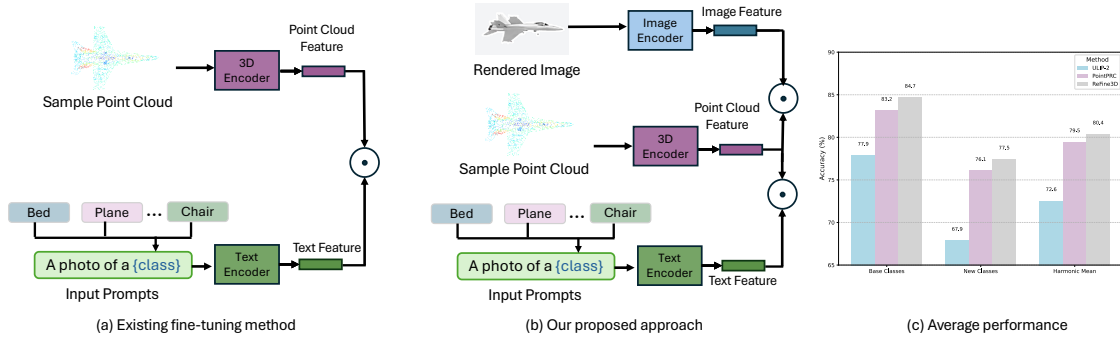 Point Cloud
Feature
3D
Encoder
Sample Point Cloud
Bed
Plane
...
Chair
A photo of a {class}
Input Prompts
Text
Encoder
Text Feature
(a) Existing fine-tuning method
Rendered Image
Image
Encoder
Image Feature
Sample Point Cloud
3D
Encoder
Point Cloud
Feature
Bed
Plane
...
Chair
A photo of a {class}
Input Prompts
Text
Encoder
Text Feature
(b) Our proposed approach
Method
ULIP-2
PointPRC
ReFine3D
Accuracy (%)
90
85
80
75
70
65
77.9
83.2
84.7
67.9
76.1
77.5
72.6
79.5
80.4
Base Classes
New Classes
Harmonic Mean
(c) Average performance